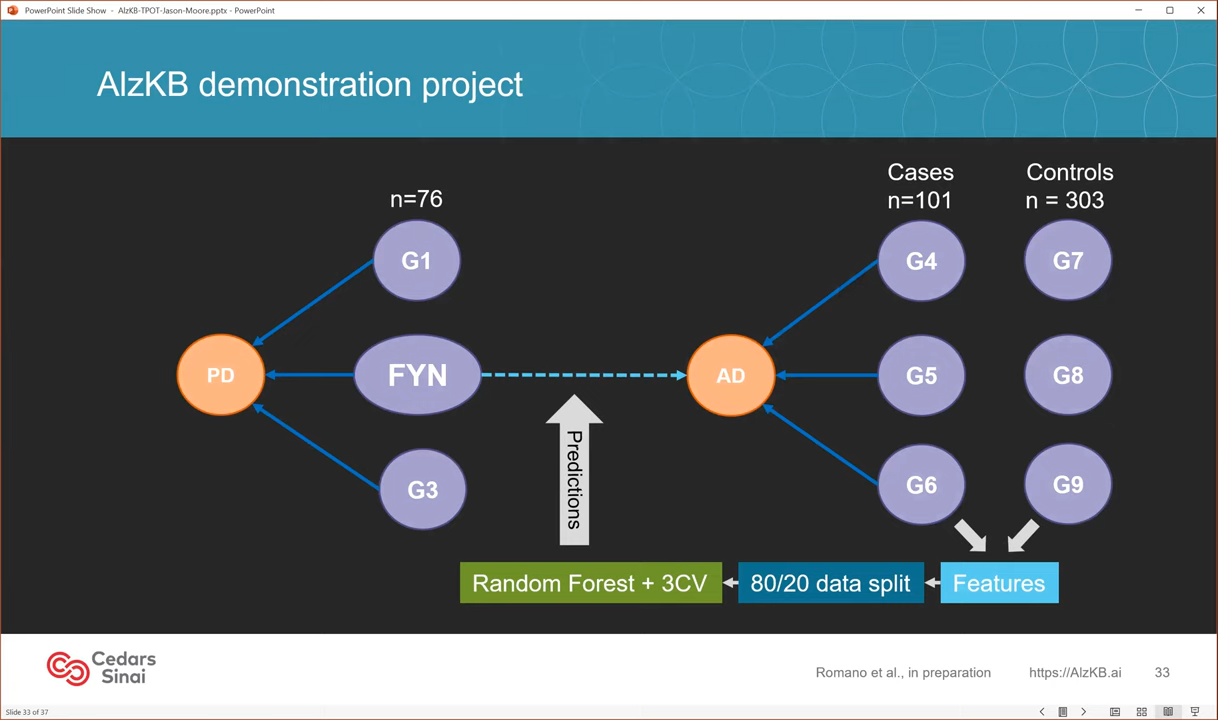 PowerPoint Slide Show - AlzKB-TPOT-Jason-Moore.pptx - PowerPoint
AlzKB demonstration project
n=76
Cases
n=101
Controls
n = 303
G1
G4
G7
PD
FYN
AD
G5
G8
G3
G6
G9
Predictions
Random Forest + 3CV
80/20 data split
Features
Cedars
Sinai
Romano et al., in preparation
https://AlzKB.ai
33
Slide 33 of 37